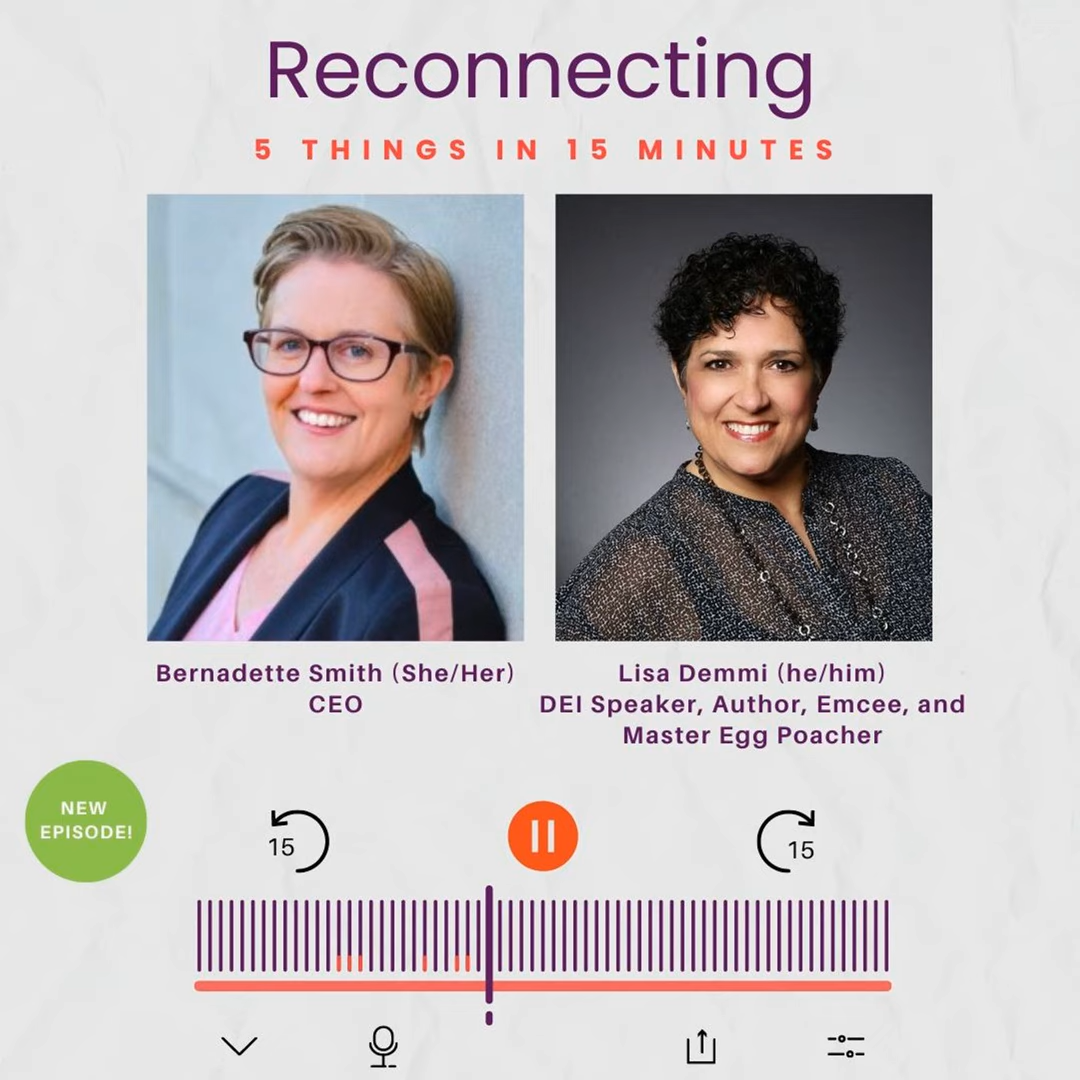 Reconnecting
5 THINGS IN 15 MINUTES
Bernadette Smith (She/Her)
CEO
Lisa Demmi (he/him)
DEI Speaker, Author, Emcee, and
Master Egg Poacher
NEW
EPISODE!
15
15